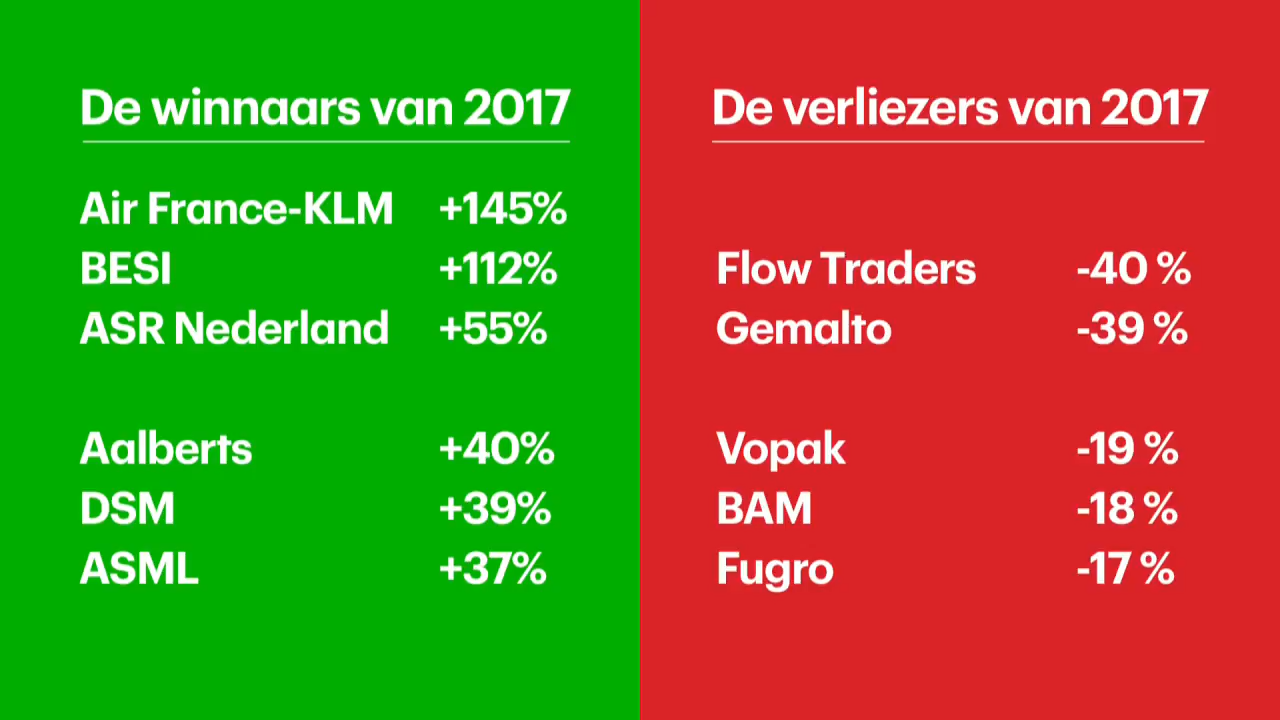 De winnaars van 2017
Air France-KLM +145%
BESI +112%
ASR Nederland +55%
Aalberts +40%
DSM +39%
ASML +37%
De verliezers van 2017
Flow Traders -40 %
Gemalto -39 %
Vopak -19 %
BAM -18 %
Fugro -17 %